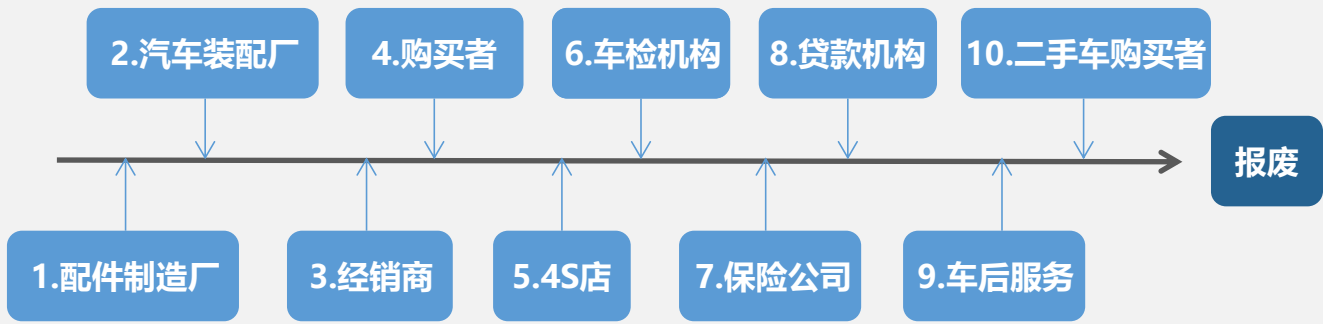 2.汽车装配厂
4.购买者
6.车检机构
8.贷款机构
10.二手车购买者
报废
1.配件制造厂
3.经销商
5.4S店
7.保险公司
9.车后服务